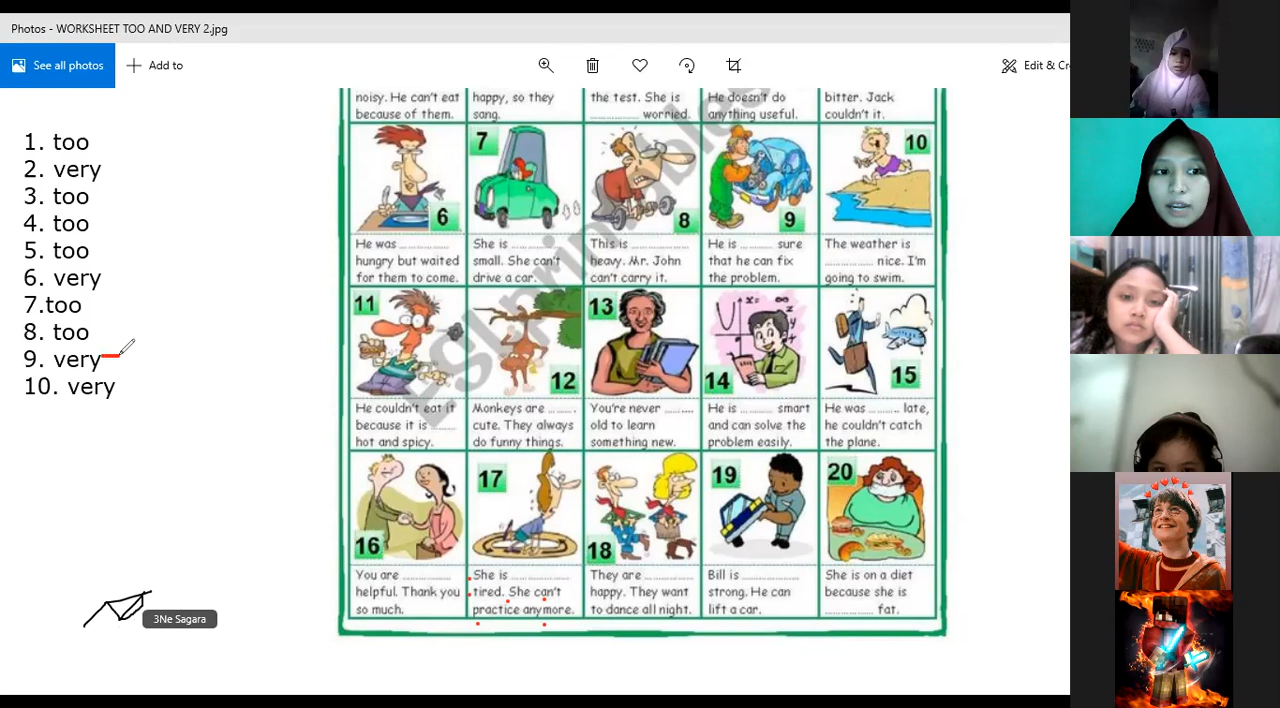 Photos - WORKSHEET TOO AND VERY 2.jpg
See all photos
Add to
Edit & Cr
1. too
2. very
3. too
4. too
5. too
6. very
7.too
8. too
9. very
10. very
3Ne Sagara
noisy. He can't eat
because of them.
happy, so they
sang.
the test. She is
............... worried.
He doesn't do
anything useful.
bitter. Jack
couldn't it.
6
He was ...............
hungry but waited
for them to come.
7
She is ...............
small. She can't
drive a car.
8
This is ...............
heavy. Mr. John
can't carry it.
9
He is .......... sure
that he can fix
the problem.
10
The weather is
............... nice. I'm
going to swim.
11
He couldn't eat it
because it is ........
hot and spicy.
12
Monkeys are ........
cute. They always
do funny things.
13
You're never ..........
old to learn
something new.
14
He is .......... smart
and can solve the
problem easily.
15
He was ......... late,
he couldn't catch
the plane.
16
You are ...............
helpful. Thank you
so much.
17
She is ...............
tired. She can't
practice anymore.
18
They are ...............
happy. They want
to dance all night.
19
Bill is ...............
strong. He can
lift a car.
20
She is on a diet
because she is
............... fat.
Eslprintables